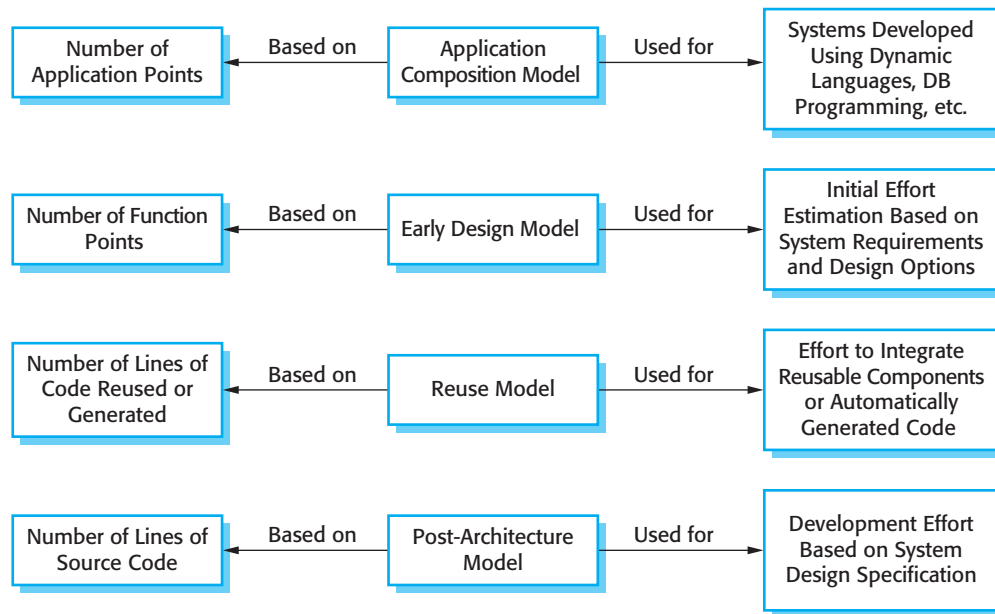 Number of
Application Points
Based on
Application
Composition Model
Used for
Systems Developed
Using Dynamic
Languages, DB
Programming, etc.
Number of Function
Points
Based on
Early Design Model
Used for
Initial Effort
Estimation Based on
System Requirements
and Design Options
Number of Lines of
Code Reused or
Generated
Based on
Reuse Model
Used for
Effort to Integrate
Reusable Components
or Automatically
Generated Code
Number of Lines of
Source Code
Based on
Post-Architecture
Model
Used for
Development Effort
Based on System
Design Specification